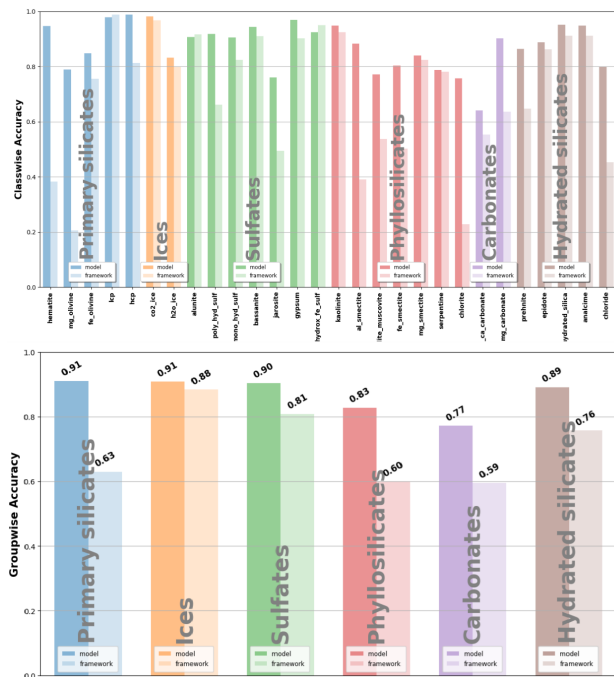 Classwise Accuracy
1.0
0.8
0.6
0.4
0.2
0.0
Primary silicates
Ices
Sulfates
Phyllosilicates
Carbonates
Hydrated silicates
model
framework
model
framework
model
framework
model
framework
model
framework
model
framework
hematite
mg_olivine
fe_olivine
lcp
hcp
co2_ice
h2o_ice
alunite
poly_hyd_sulf
mono_hyd_sulf
bassanite
jarosite
gypsum
hydrox_fe_sulf
kaolinite
al_smectite
lite_muscovite
fe_smectite
mg_smectite
serpentine
chlorite
_ca_carbonate
mg_carbonate
prehnite
epidote
ydrated_silica
analcime
chloride
Groupwise Accuracy
1.0
0.8
0.6
0.4
0.2
0.0
0.91
0.63
0.91
0.88
0.90
0.81
0.83
0.60
0.77
0.59
0.89
0.76
Primary silicates
Ices
Sulfates
Phyllosilicates
Carbonates
Hydrated silicates
model
framework
model
framework
model
framework
model
framework
model
framework
model
framework